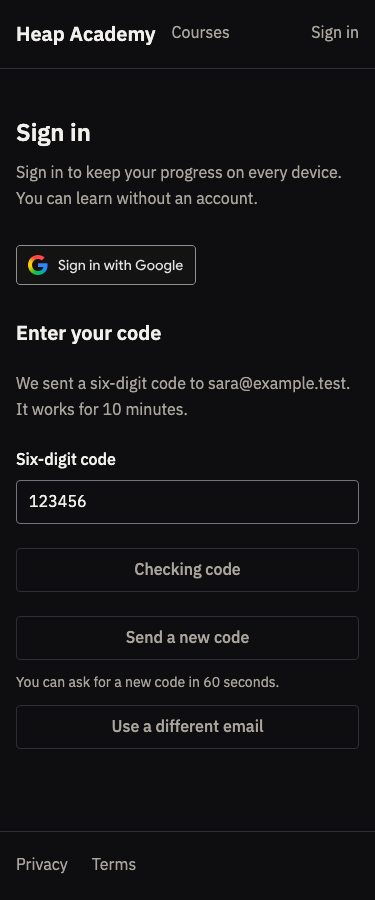 Heap Academy Courses Sign in
Sign in
Sign in to keep your progress on every device.
You can learn without an account.
Sign in with Google
Enter your code
We sent a six-digit code to sara@example.test.
It works for 10 minutes.
Six-digit code
123456
Checking code
Send a new code
You can ask for a new code in 60 seconds.
Use a different email
Privacy Terms